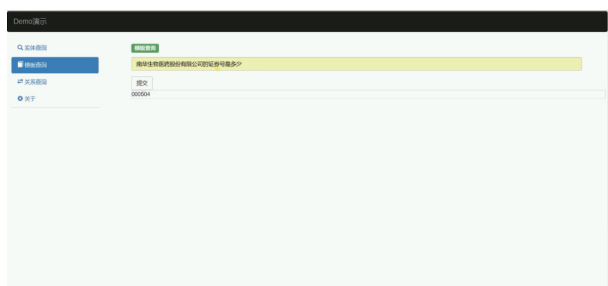 Demo演示
实体查询
模板查询
关系查询
关于
模板查询
南华生物医药股份有限公司的证券号是多少
提交
000504